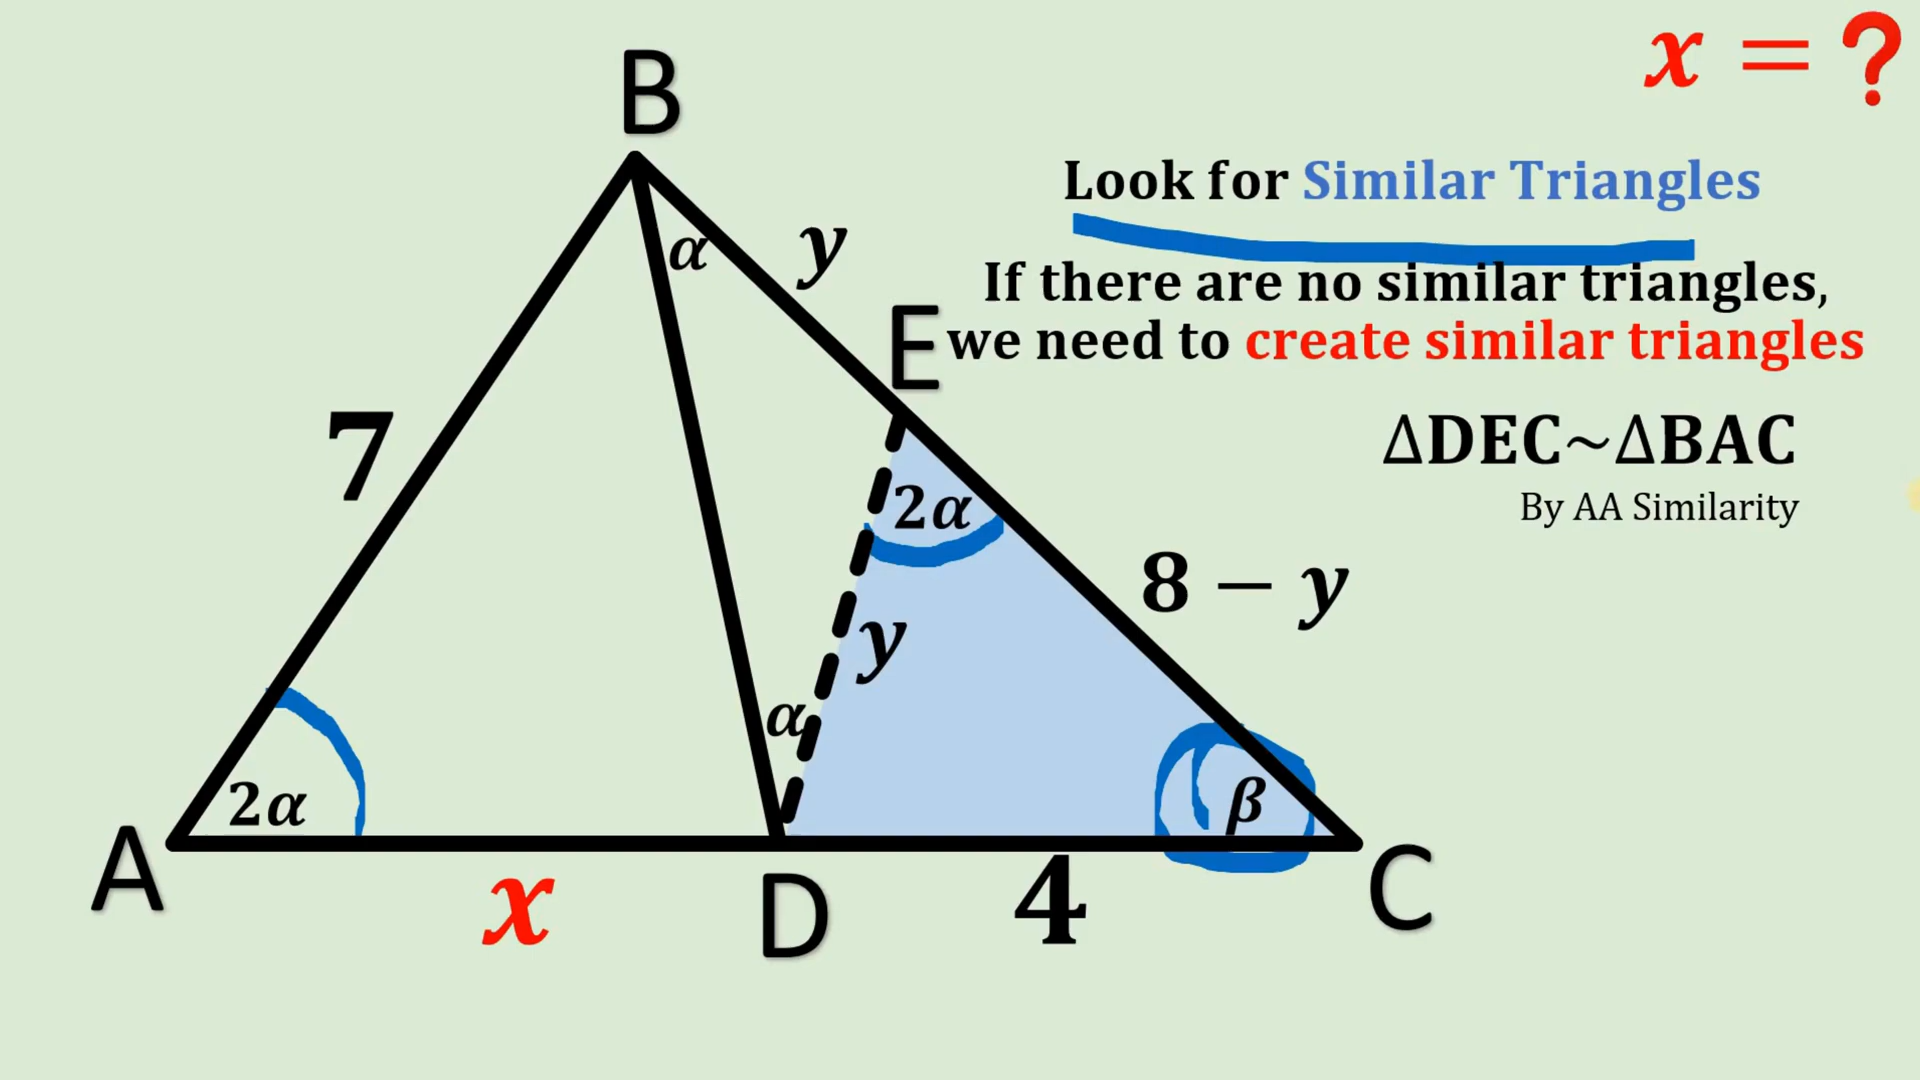 x = ?
B
Look for Similar Triangles
α
y
If there are no similar triangles,
E
we need to create similar triangles
7
ΔDEC~ΔBAC
2α
By AA Similarity
8 − y
y
α
2α
β
A
x
D
4
C